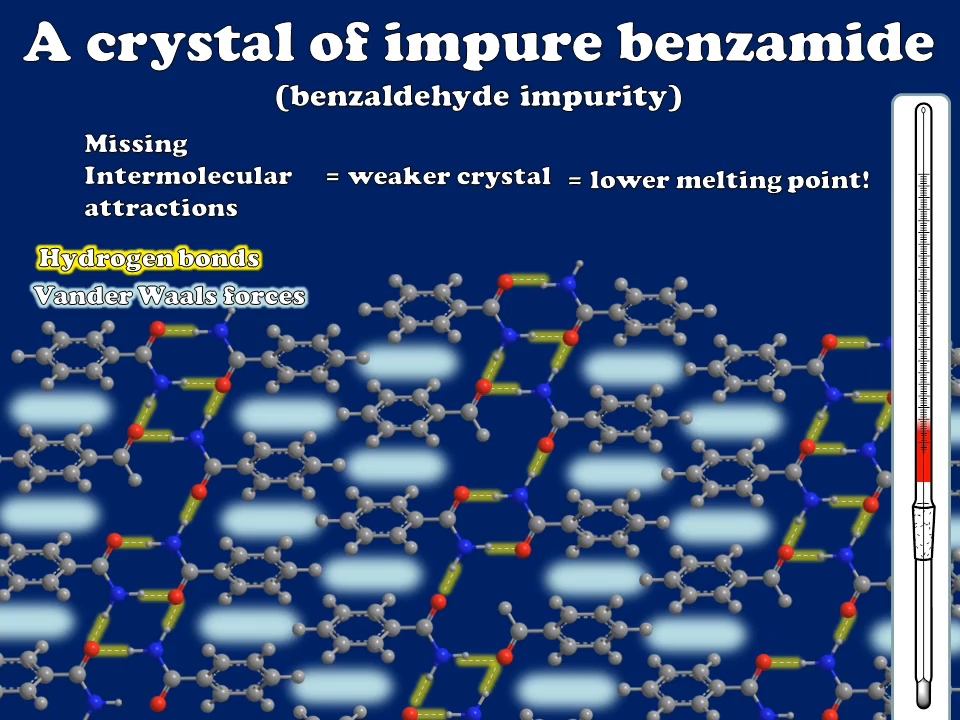 A crystal of impure benzamide
(benzaldehyde impurity)
Missing
Intermolecular = weaker crystal = lower melting point!
attractions
Hydrogen bonds
Vander Waals forces
0